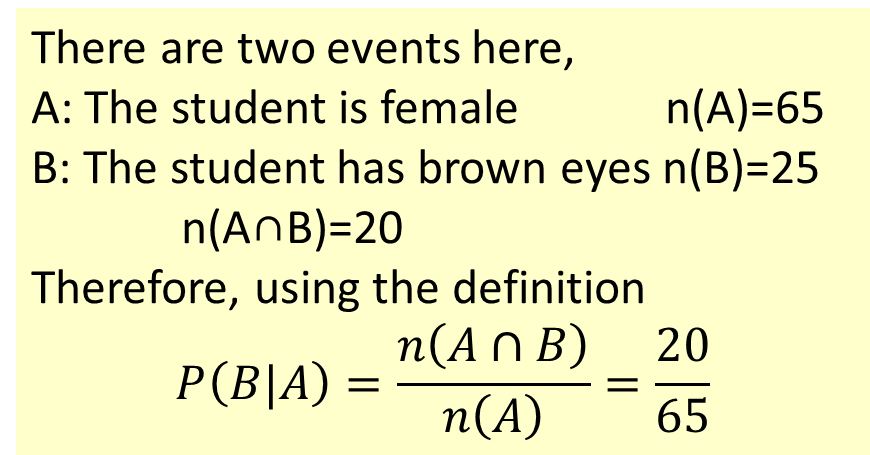 There are two events here,
A: The student is female n(A)=65
B: The student has brown eyes n(B)=25
n(A∩B)=20
Therefore, using the definition
P(B|A) = n(A ∩ B) / n(A) = 20 / 65